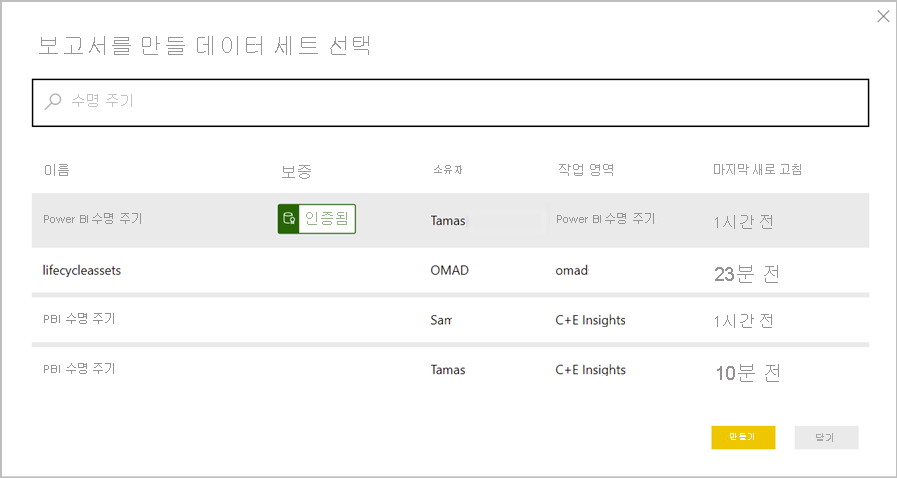 보고서를 만들 데이터 세트 선택
수명 주기
이름 보증 소유자 작업 영역 마지막 새로 고침
Power BI 수명 주기 인증됨 Tamas Power BI 수명 주기 1시간 전
lifecycleassets OMAD omad 23분 전
PBI 수명 주기 Sam C+E Insights 1시간 전
PBI 수명 주기 Tamas C+E Insights 10분 전
만들기 닫기